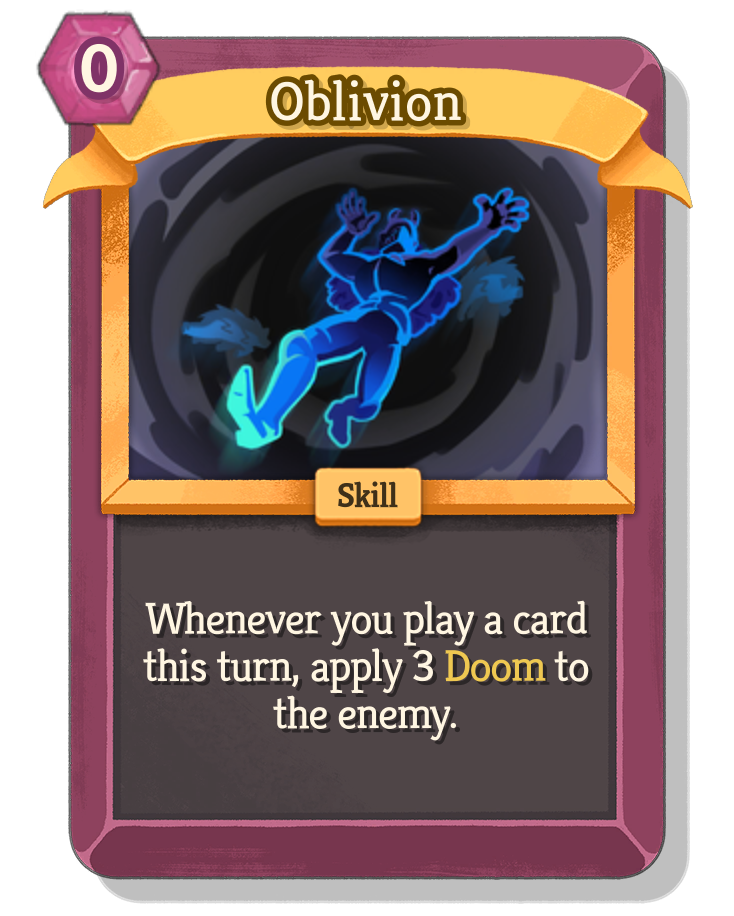 0
Oblivion
Skill
Whenever you play a card
this turn, apply 3 Doom to
the enemy.